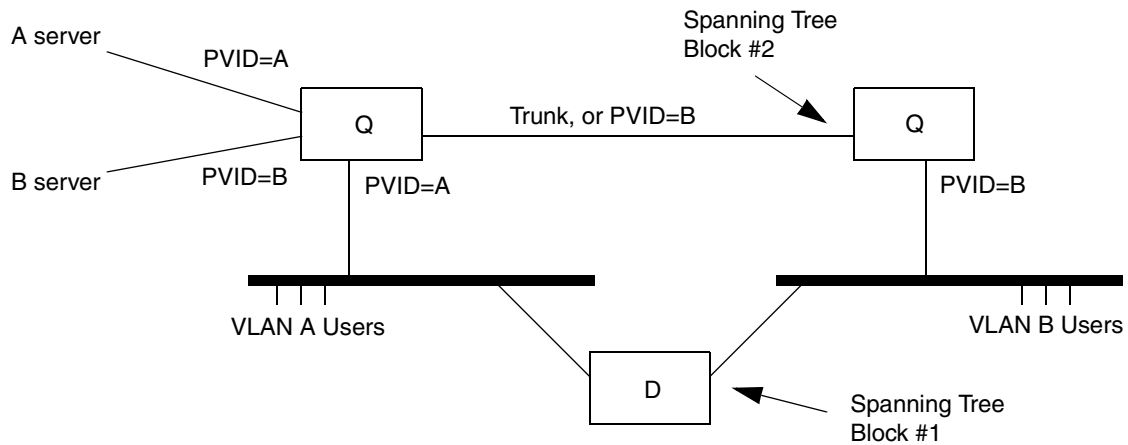 A server
PVID=A
Spanning Tree
Block #2
Q
Trunk, or PVID=B
Q
B server
PVID=B
PVID=A
PVID=B
VLAN A Users
VLAN B Users
D
Spanning Tree
Block #1